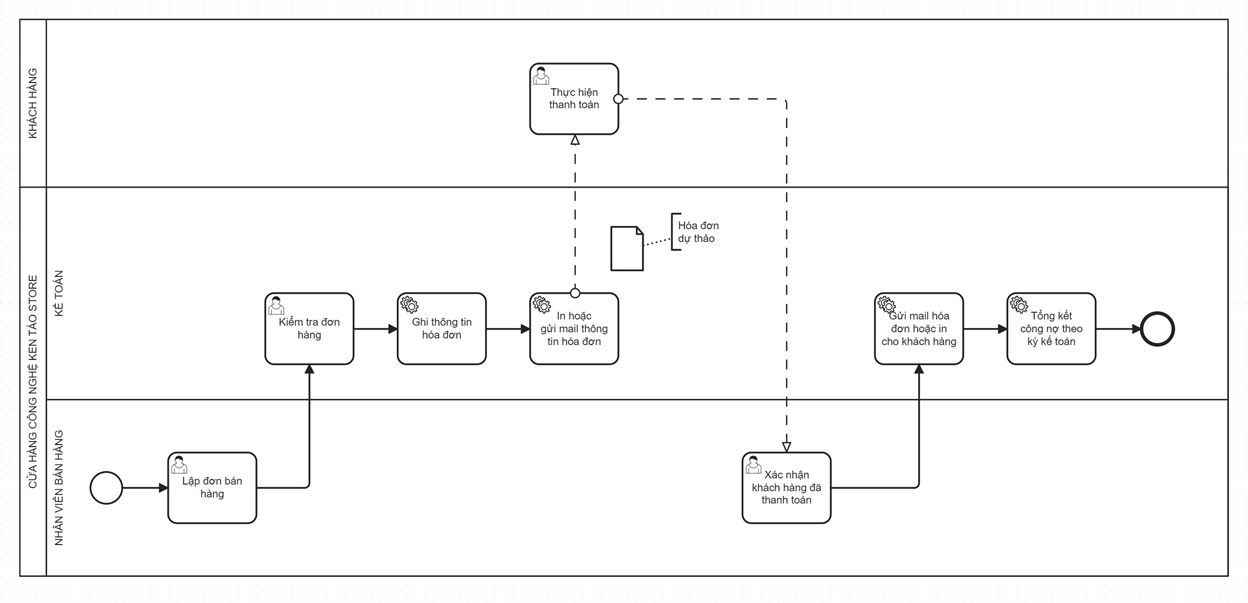 KHÁCH HÀNG
Thực hiện
thanh toán
CỬA HÀNG CÔNG NGHỆ KEN TÁO STORE
KẾ TOÁN
Hóa đơn
dự thảo
Kiểm tra đơn
hàng
Ghi thông tin
hóa đơn
In hoặc
gửi mail thông
tin hóa đơn
Gửi mail hóa
đơn hoặc in
cho khách hàng
Tổng kết
công nợ theo
kỳ kế toán
NHÂN VIÊN BÁN HÀNG
Lập đơn bán
hàng
Xác nhận
khách hàng đã
thanh toán